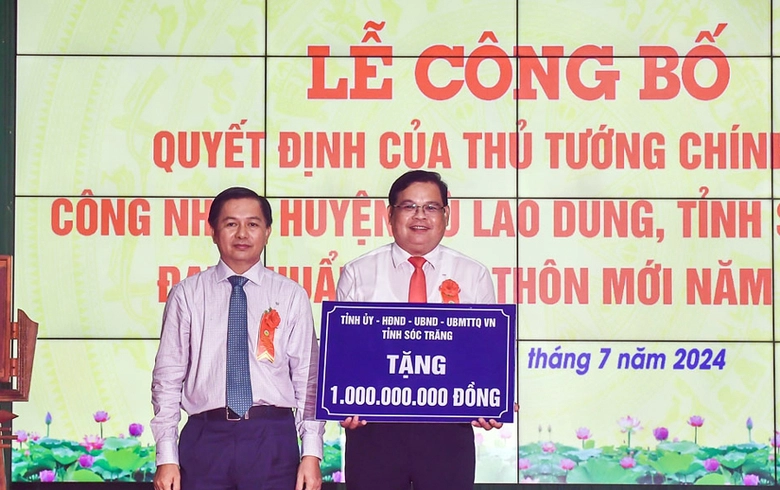 LỄ CÔNG BỐ
QUYẾT ĐỊNH CỦA THỦ TƯỚNG CHÍNH
CÔNG NH HUYỆN LAO DUNG, TỈNH S
THÔN MỚI NĂM
TỈNH ỦY - HĐND - UBND - UBMTTQ VN
TỈNH SÓC TRĂNG
TẶNG
1.000.000.000 ĐỒNG
tháng 7 năm 2024